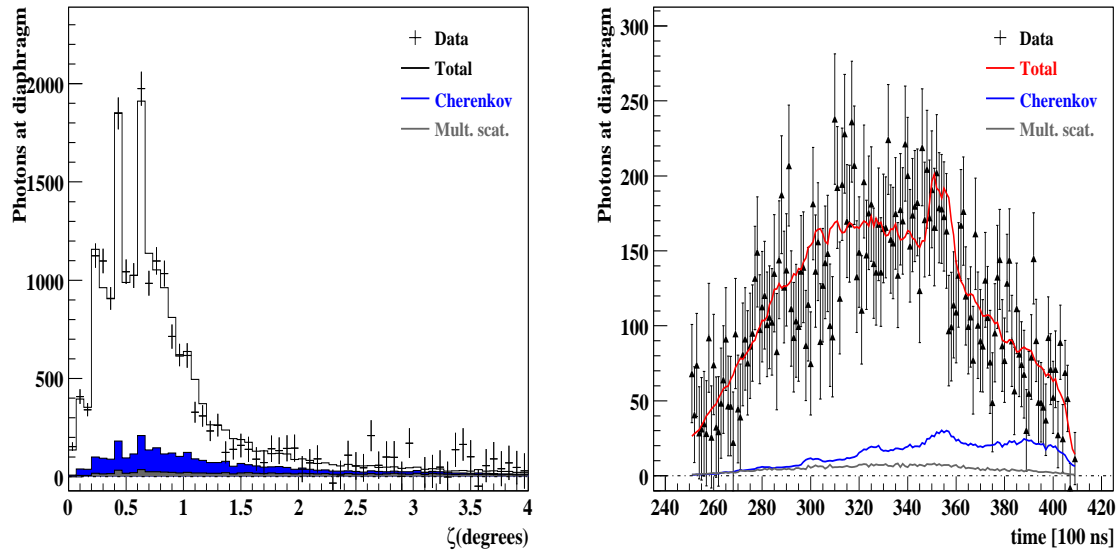 Photons at diaphragm
2000
1500
1000
500
0
0 0.5 1 1.5 2 2.5 3 3.5 4
ζ(degrees)
Data
Total
Cherenkov
Mult. scat.
Photons at diaphragm
300
250
200
150
100
50
0
240 260 280 300 320 340 360 380 400 420
time [100 ns]
Data
Total
Cherenkov
Mult. scat.